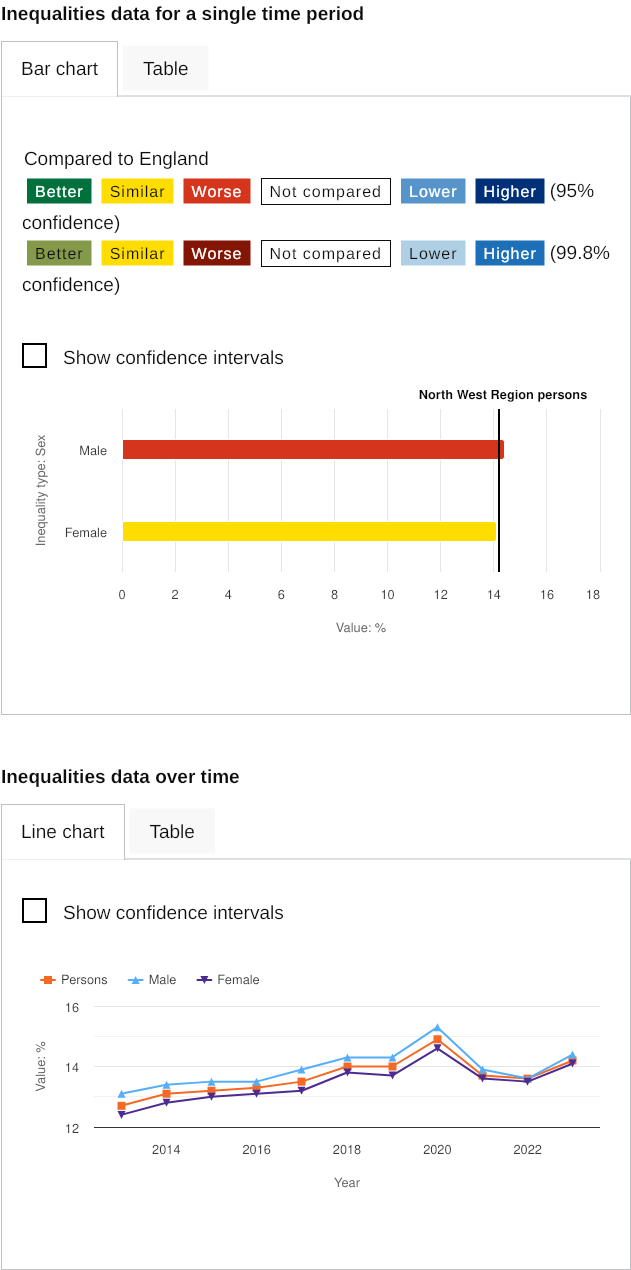 Inequalities data for a single time period
Bar chart Table
Compared to England
Better Similar Worse Not compared Lower Higher (95%
confidence)
Better Similar Worse Not compared Lower Higher (99.8%
confidence)
Show confidence intervals
North West Region persons
Inequality type: Sex
Male
Female
0 2 4 6 8 10 12 14 16 18
Value: %
Inequalities data over time
Line chart Table
Show confidence intervals
Persons Male Female
16
Value: %
14
12
2014 2016 2018 2020 2022
Year